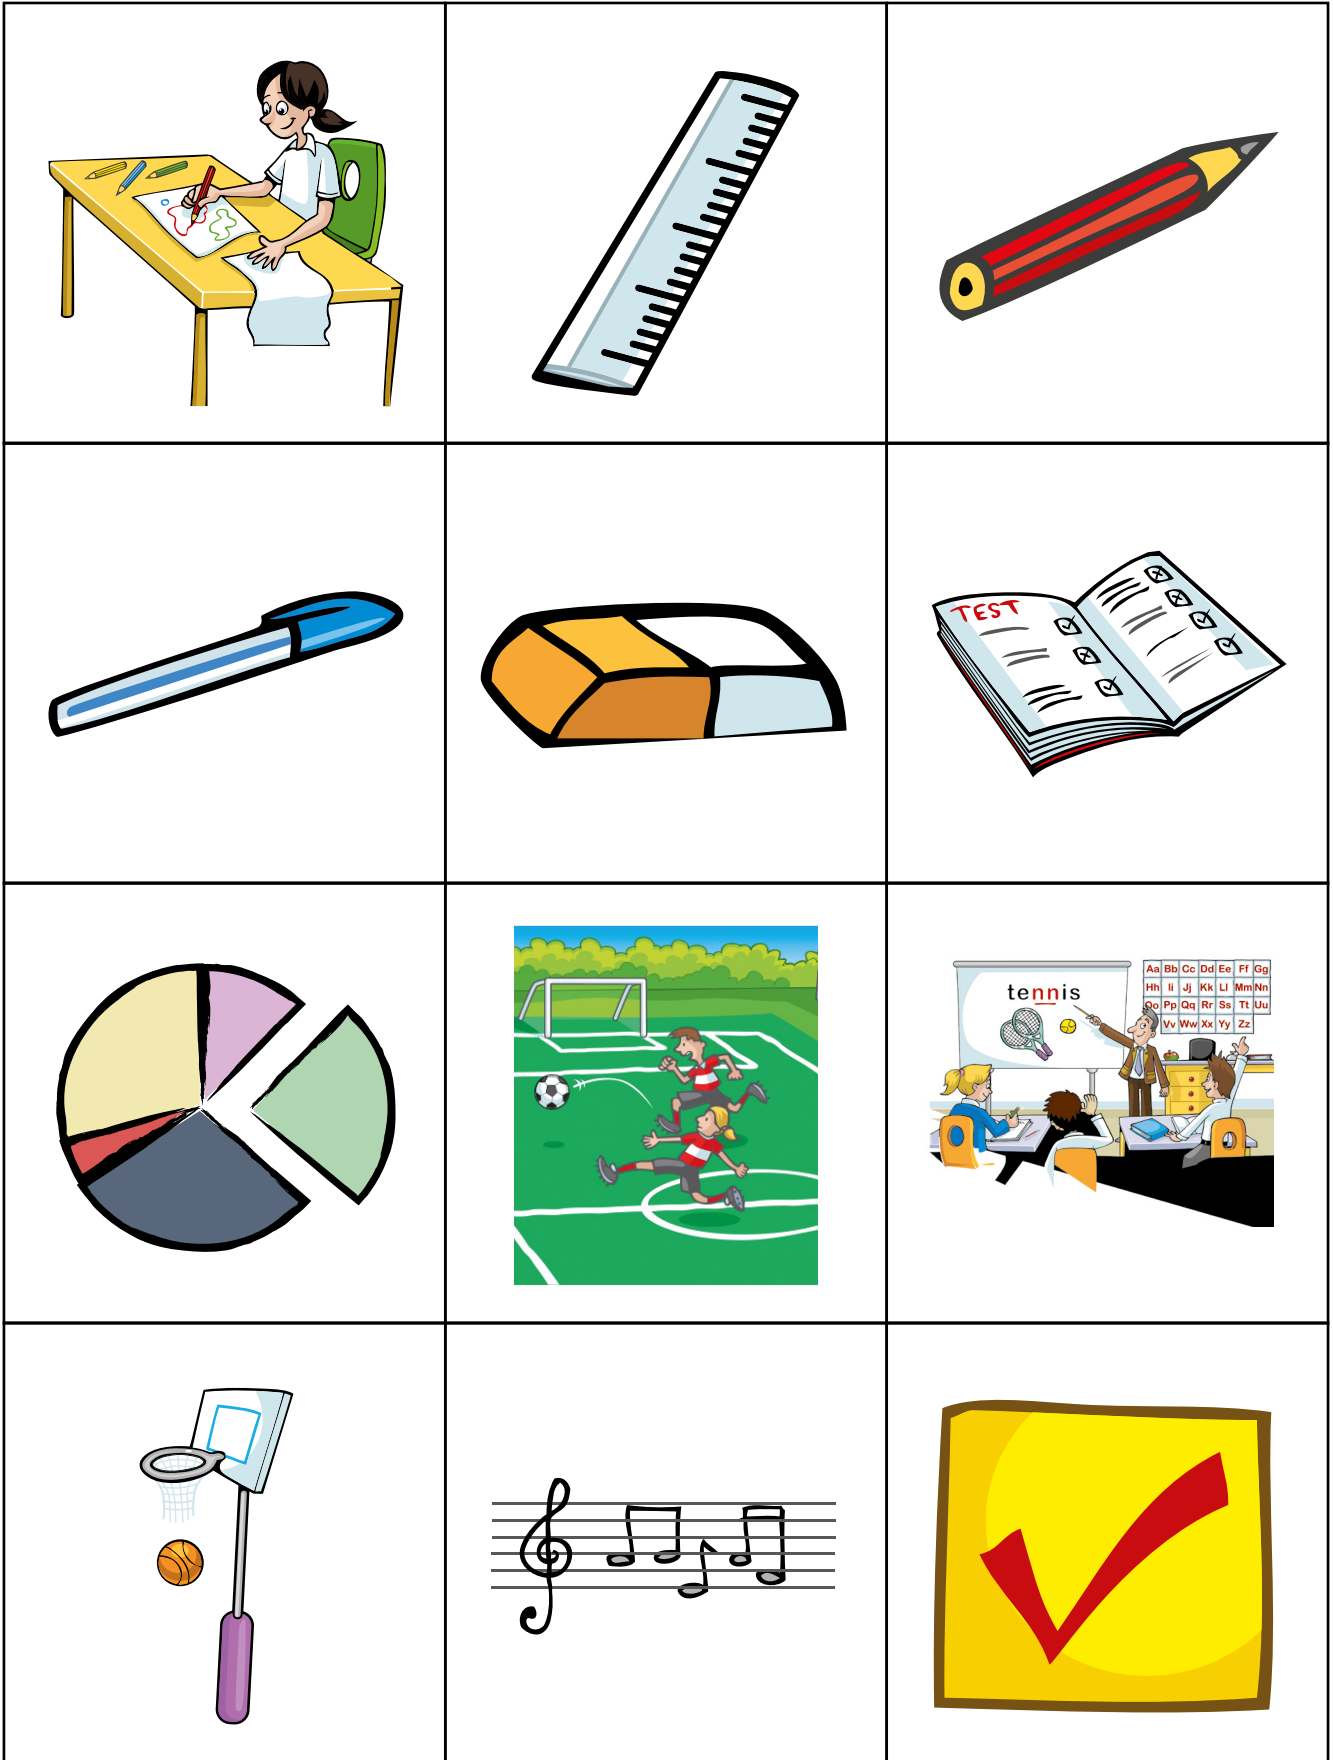 TEST
tennis
Aa Bb Cc Dd Ee Ff Gg
Hh Ii Jj Kk Ll Mm Nn
Oo Pp Qq Rr Ss Tt Uu
Vv Ww Xx Yy Zz